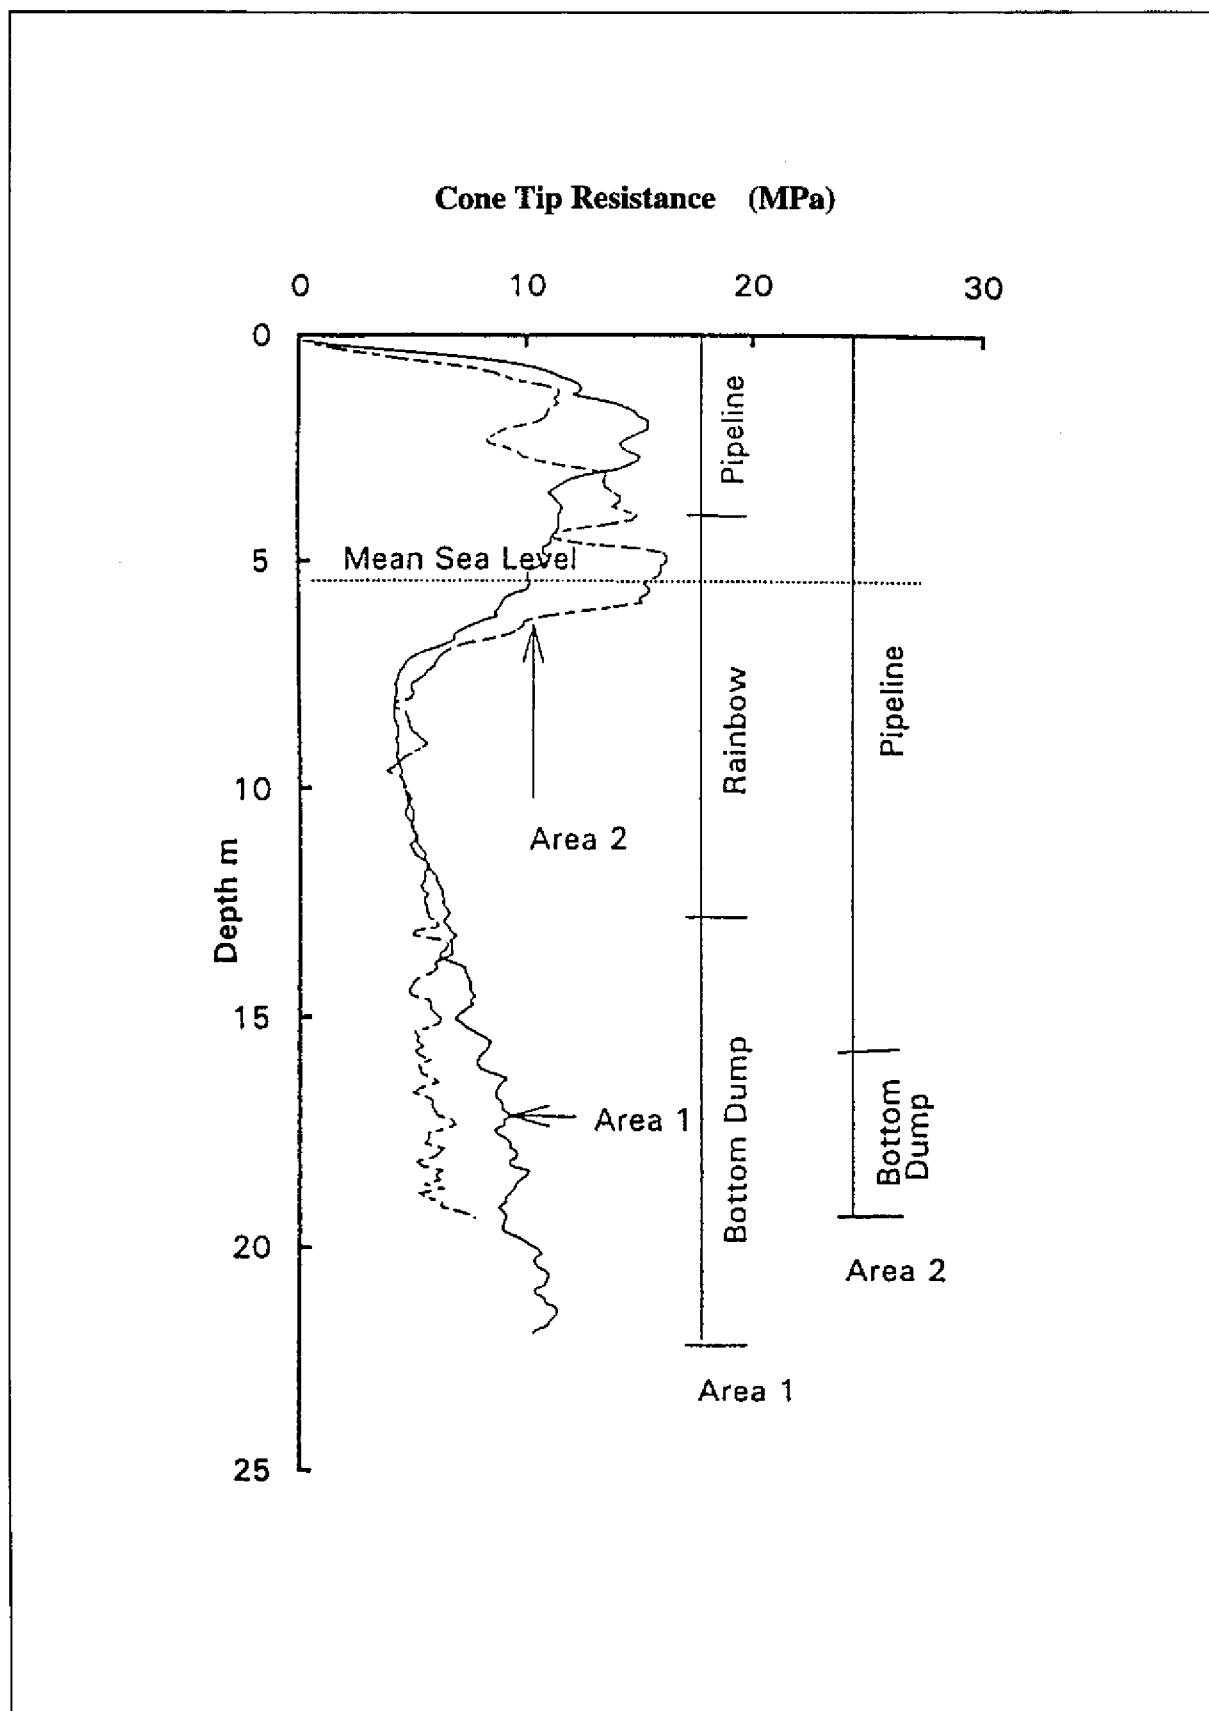 Cone Tip Resistance (MPa)
0 10 20 30
0
5
10
15
20
25
Depth m
Mean Sea Level
Area 2
Area 1
Pipeline
Rainbow
Bottom Dump
Area 1
Pipeline
Bottom
Dump
Area 2